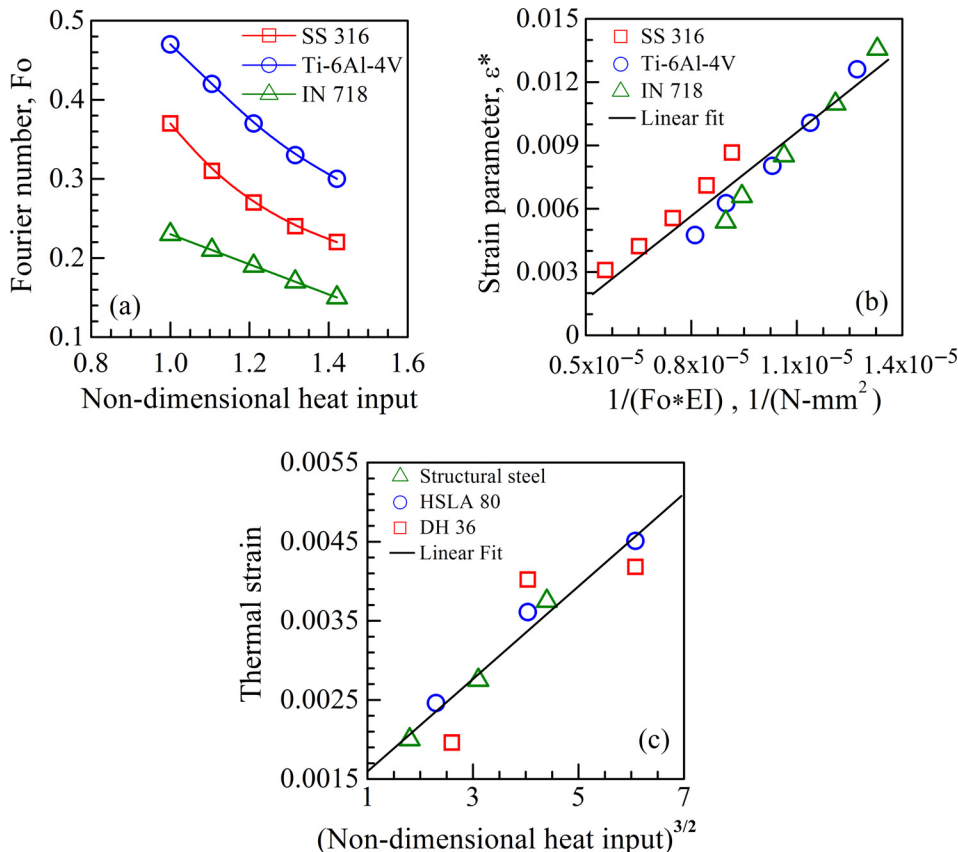 0.5
0.4
0.3
0.2
0.1
Fourier number, Fo
SS 316
Ti-6Al-4V
IN 718
(a)
0.8 1.0 1.2 1.4 1.6
Non-dimensional heat input
0.015
0.012
0.009
0.006
0.003
0
Strain parameter, ε*
SS 316
Ti-6Al-4V
IN 718
Linear fit
(b)
0.5x10⁻⁵ 0.8x10⁻⁵ 1.1x10⁻⁵ 1.4x10⁻⁵
1/(Fo*EI) , 1/(N-mm²)
0.0055
0.0045
0.0035
0.0025
0.0015
Thermal strain
Structural steel
HSLA 80
DH 36
Linear Fit
(c)
1 3 5 7
(Non-dimensional heat input)³/²